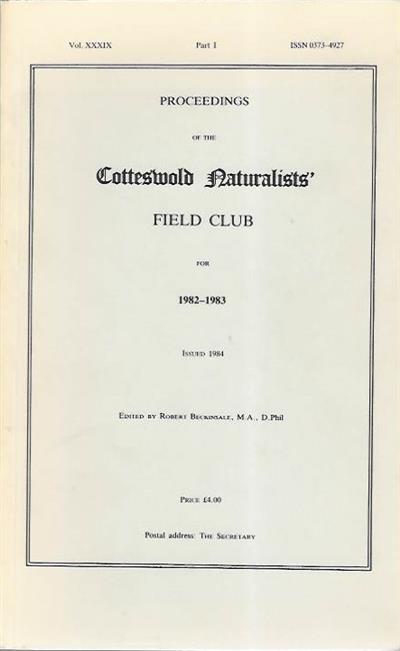 Vol. XXXIX Part I ISSN 0373-4927
PROCEEDINGS
OF THE
Cotteswold Naturalists'
FIELD CLUB
FOR
1982–1983
ISSUED 1984
EDITED BY ROBERT BECKINSALE, M.A., D.Phil
PRICE £4.00
Postal address: THE SECRETARY